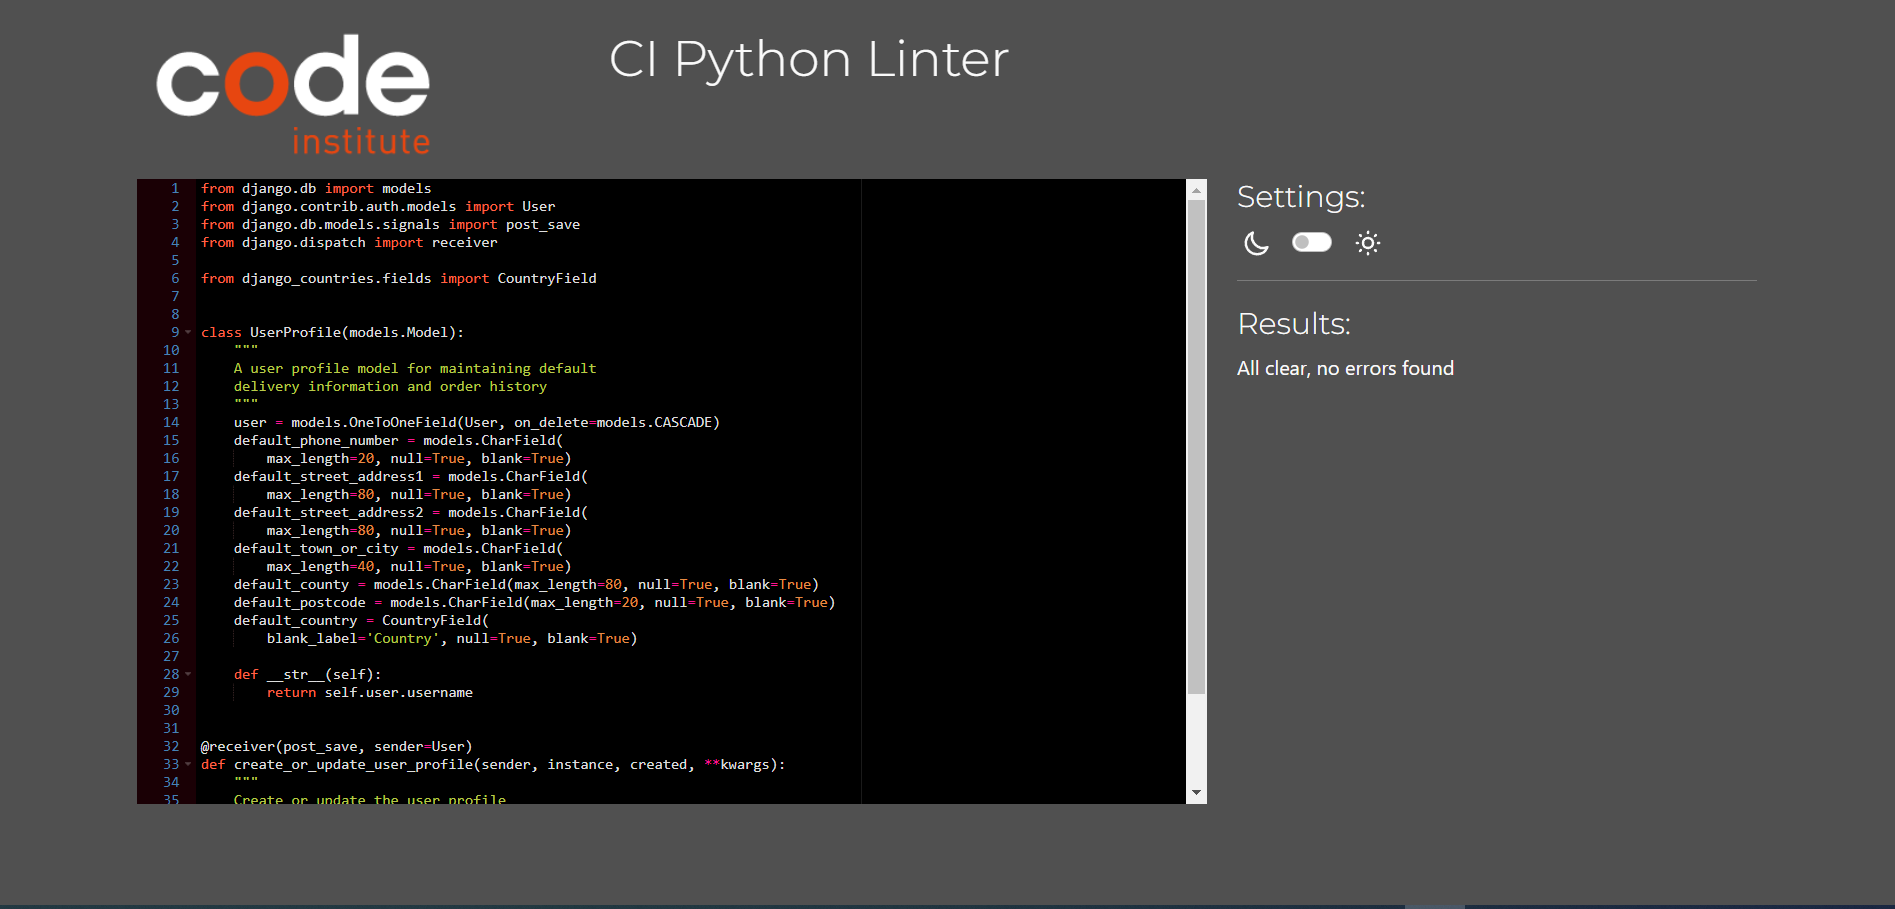 code
institute
CI Python Linter
1 from django.db import models
2 from django.contrib.auth.models import User
3 from django.db.models.signals import post_save
4 from django.dispatch import receiver
5
6 from django_countries.fields import CountryField
7
8
9 class UserProfile(models.Model):
10     """
11     A user profile model for maintaining default
12     delivery information and order history
13     """
14     user = models.OneToOneField(User, on_delete=models.CASCADE)
15     default_phone_number = models.CharField(
16         max_length=20, null=True, blank=True)
17     default_street_address1 = models.CharField(
18         max_length=80, null=True, blank=True)
19     default_street_address2 = models.CharField(
20         max_length=80, null=True, blank=True)
21     default_town_or_city = models.CharField(
22         max_length=40, null=True, blank=True)
23     default_county = models.CharField(max_length=80, null=True, blank=True)
24     default_postcode = models.CharField(max_length=20, null=True, blank=True)
25     default_country = CountryField(
26         blank_label='Country', null=True, blank=True)
27
28     def __str__(self):
29         return self.user.username
30
31
32 @receiver(post_save, sender=User)
33 def create_or_update_user_profile(sender, instance, created, **kwargs):
34     """
35     Create or update the user profile
Settings:
Results:
All clear, no errors found